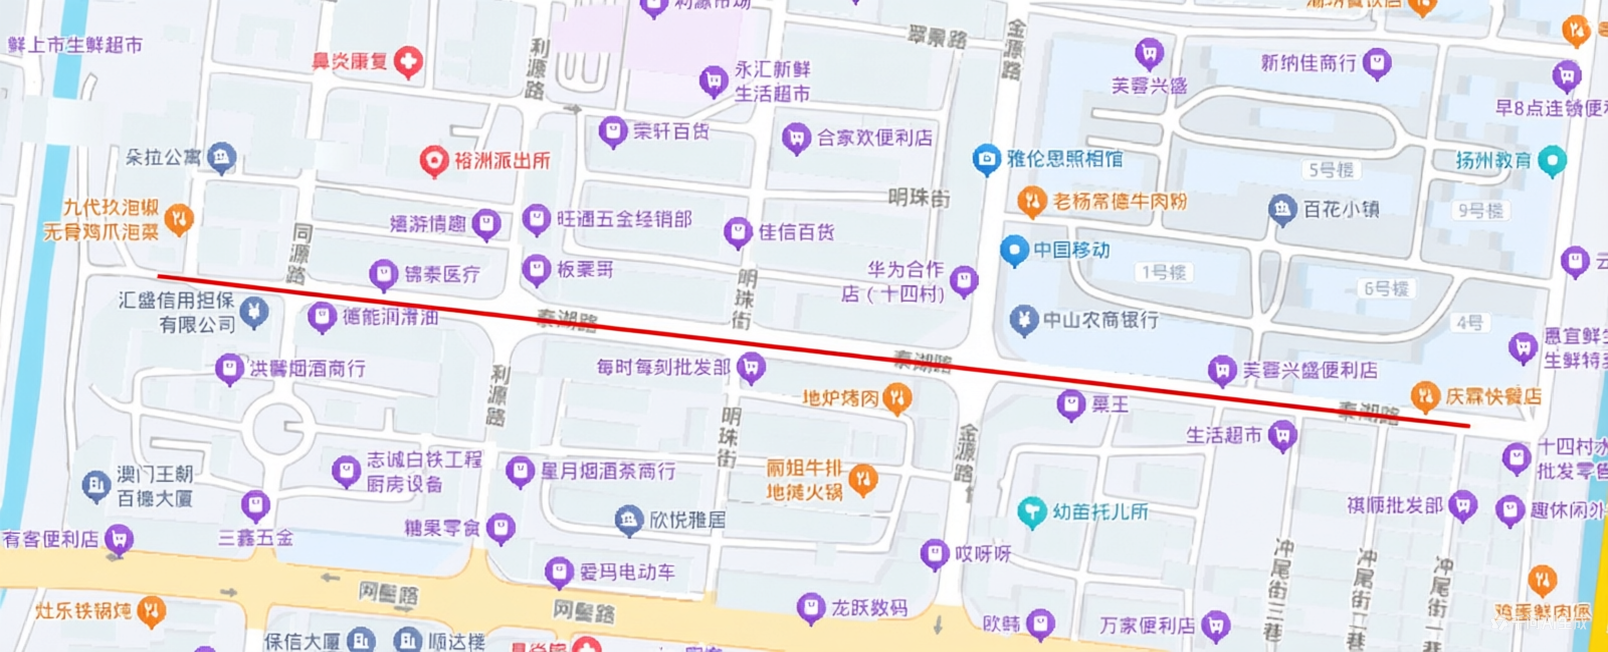 利源市场
鲜上市生鲜超市
鼻炎康复
利源路
永汇新鲜
生活超市
翠景路
金源路
芙蓉兴盛
新纳佳商行
早8点连锁便利
荣轩百货
合家欢便利店
朵拉公寓
裕洲派出所
雅伦思照相馆
5号楼
扬州教育
九代玖泡椒
无骨鸡爪泡菜
嬉游情趣
旺通五金经销部
佳信百货
明珠街
老杨常德牛肉粉
百花小镇
9号楼
同源路
锦泰医疗
板栗哥
明珠街
华为合作
店（十四村）
中国移动
1号楼
6号楼
汇盛信用担保
有限公司
德能润滑油
泰湖路
中山农商银行
4号
惠宜鲜生
生鲜特
洪馨烟酒商行
利源路
每时每刻批发部
泰湖路
芙蓉兴盛便利店
地炉烤肉
栗王
泰湖路
庆霖快餐店
明珠街
金源路
生活超市
十四村水
批发零售
澳门王朝
百德大厦
志诚白铁工程
厨房设备
星月烟酒茶商行
丽姐牛排
地摊火锅
祺顺批发部
趣休闲外
有客便利店
三鑫五金
糖果零食
欣悦雅居
幼苗托儿所
哎呀呀
冲尾街三巷
冲尾街二巷
冲尾街一巷
爱玛电动车
灶乐铁锅炖
龙跃数码
欧韩
万家便利店
保信大厦
顺达楼